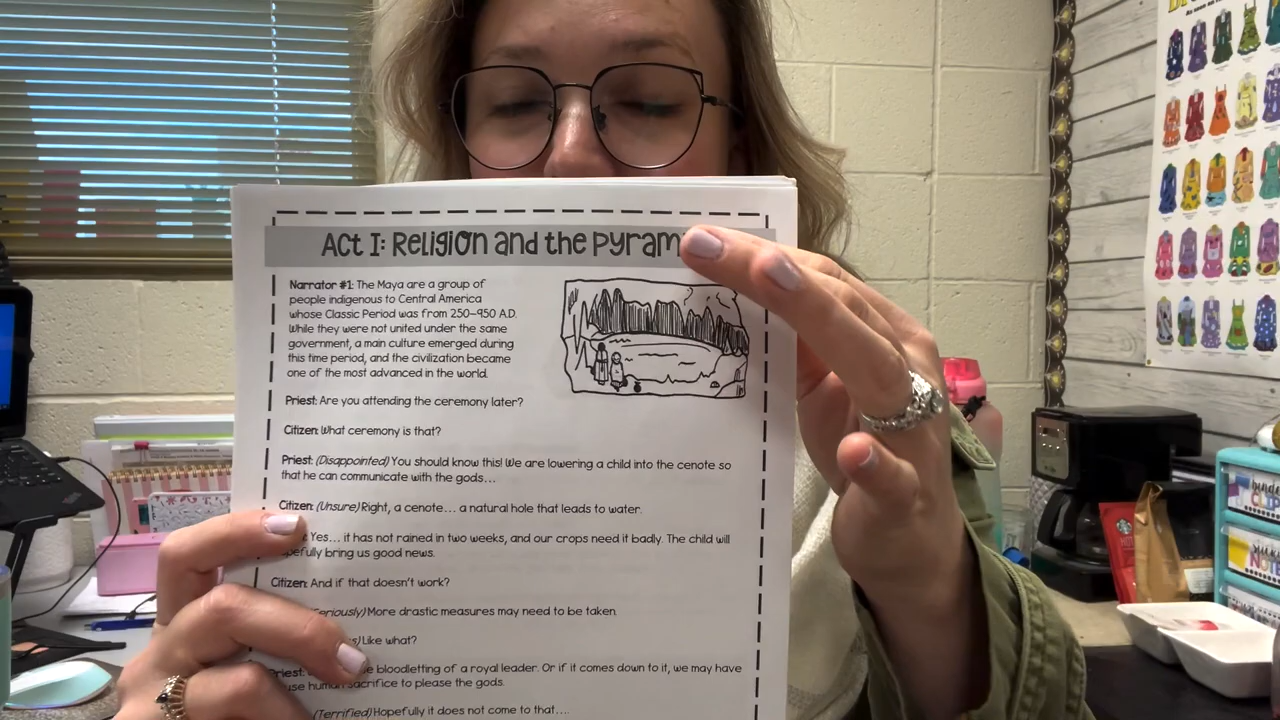 Act I: Religion and the Pyram
Narrator #1: The Maya are a group of
people indigenous to Central America
whose Classic Period was from 250–950 A.D.
While they were not united under the same
government, a main culture emerged during
this time period, and the civilization became
one of the most advanced in the world.
Priest: Are you attending the ceremony later?
Citizen: What ceremony is that?
Priest: (Disappointed) You should know this! We are lowering a child into the cenote so
that he can communicate with the gods…
Citizen: (Unsure) Right, a cenote… a natural hole that leads to water.
: Yes… it has not rained in two weeks, and our crops need it badly. The child will
pefully bring us good news.
Citizen: And if that doesn't work?
eriously) More drastic measures may need to be taken.
s) Like what?
Priest: e bloodletting of a royal leader. Or if it comes down to it, we may have
use human sacrifice to please the gods.
(Terrified) Hopefully it does not come to that….